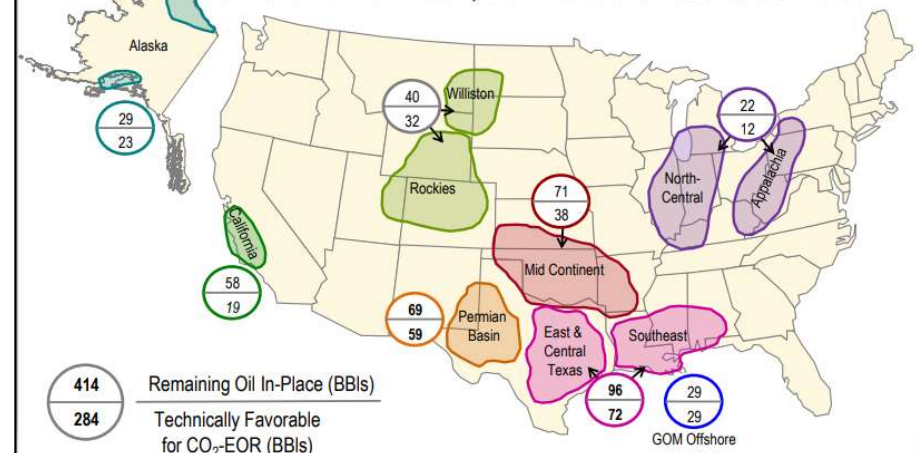 Alaska
29
23
40
32
Williston
Rockies
California
58
19
71
38
Mid Continent
22
12
North-
Central
Appalachia
69
59
Permian
Basin
East &
Central
Texas
Southeast
96
72
29
29
GOM Offshore
414
284
Remaining Oil In-Place (BBls)
Technically Favorable
for CO₂-EOR (BBls)